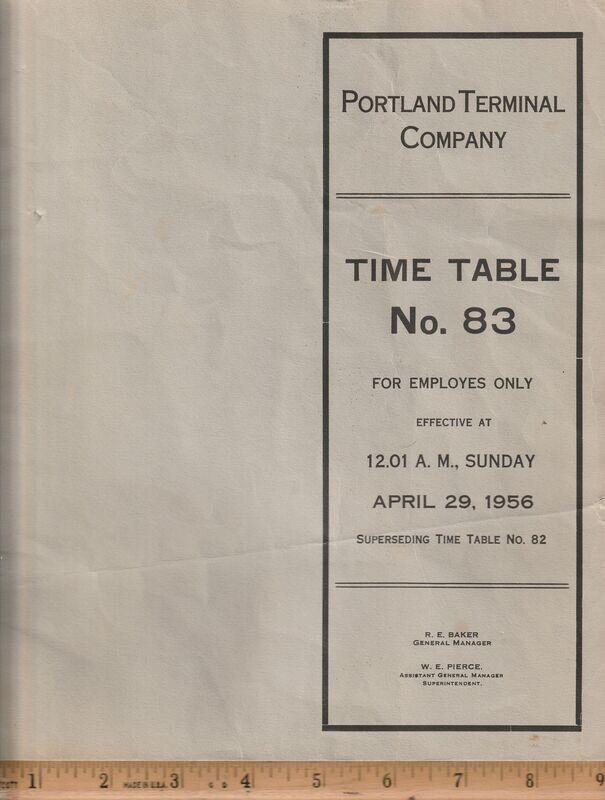 PORTLAND TERMINAL
COMPANY
TIME TABLE
No. 83
FOR EMPLOYES ONLY
EFFECTIVE AT
12.01 A. M., SUNDAY
APRIL 29, 1956
SUPERSEDING TIME TABLE NO. 82
R. E. BAKER
GENERAL MANAGER
W. E. PIERCE.
ASSISTANT GENERAL MANAGER
SUPERINTENDENT.
1 2 MADE IN U.S.A. 3 4 5 6 7 8 9